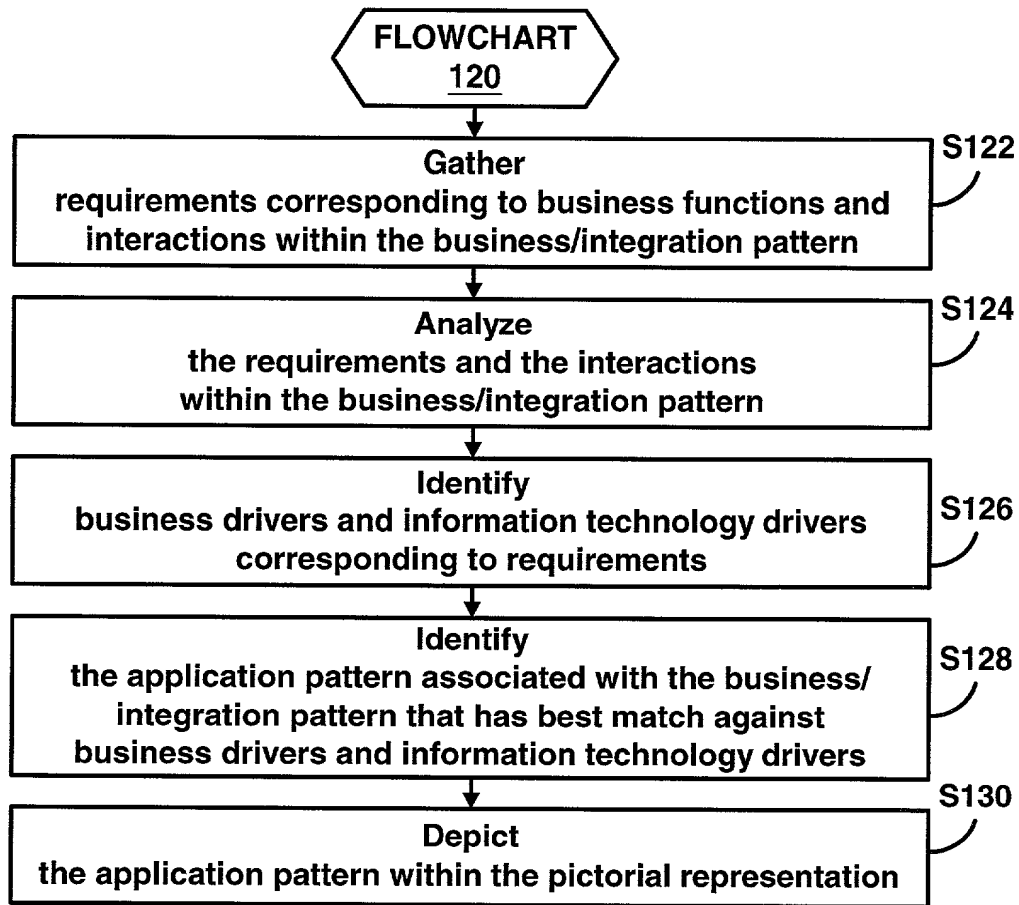 FLOWCHART
120
Gather
requirements corresponding to business functions and
interactions within the business/integration pattern
S122
Analyze
the requirements and the interactions
within the business/integration pattern
S124
Identify
business drivers and information technology drivers
corresponding to requirements
S126
Identify
the application pattern associated with the business/
integration pattern that has best match against
business drivers and information technology drivers
S128
Depict
the application pattern within the pictorial representation
S130